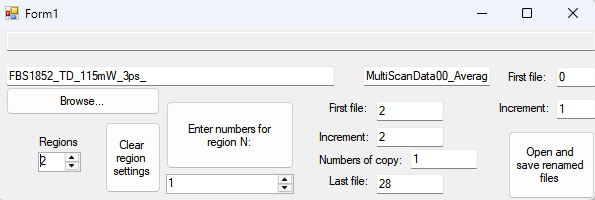 Form1
FBS1852_TD_115mW_3ps_
MultiScanData00_Averag
First file:
0
Browse...
First file:
2
Increment:
1
Regions
2
Clear
region
settings
Enter numbers for
region N:
1
Increment:
2
Numbers of copy:
1
Last file:
28
Open and
save renamed
files